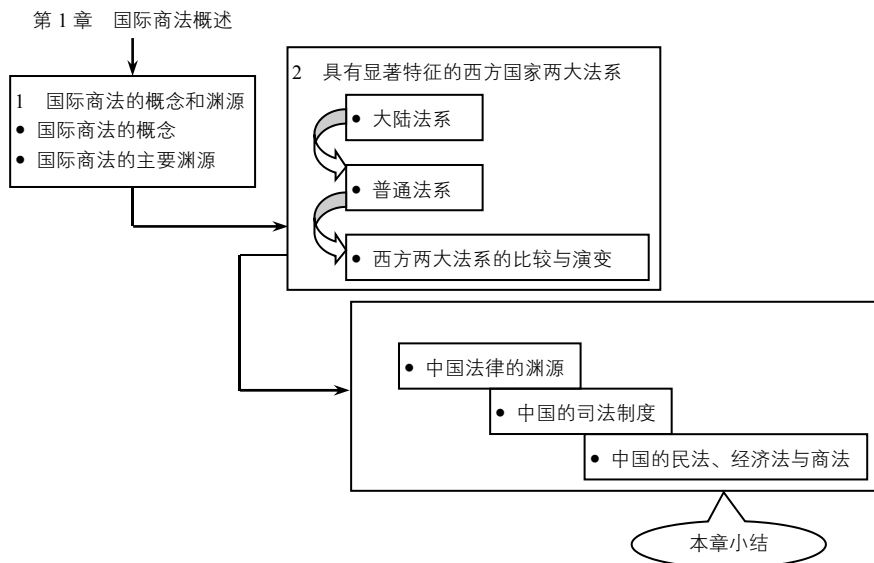 第 1 章 国际商法概述
1 国际商法的概念和渊源
● 国际商法的概念
● 国际商法的主要渊源
2 具有显著特征的西方国家两大法系
● 大陆法系
● 普通法系
● 西方两大法系的比较与演变
● 中国法律的渊源
● 中国的司法制度
● 中国的民法、经济法与商法
本章小结